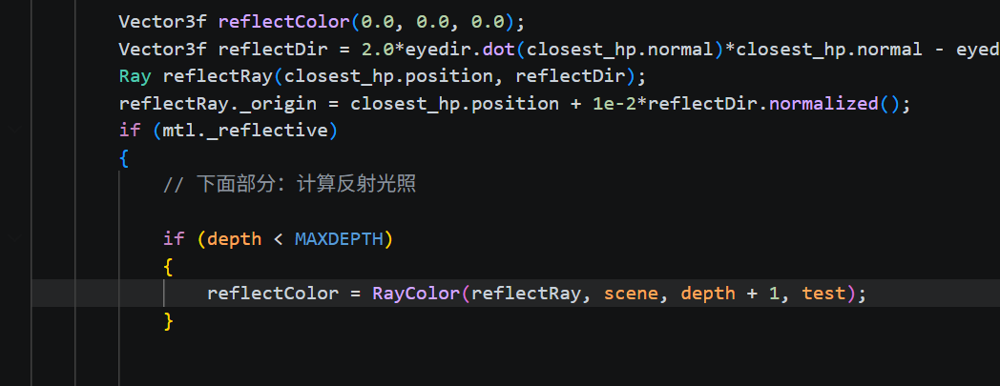 Vector3f reflectColor(0.0, 0.0, 0.0);
Vector3f reflectDir = 2.0*eyedir.dot(closest_hp.normal)*closest_hp.normal - eyed
Ray reflectRay(closest_hp.position, reflectDir);
reflectRay._origin = closest_hp.position + 1e-2*reflectDir.normalized();
if (mtl._reflective)
{
// 下面部分：计算反射光照
if (depth < MAXDEPTH)
{
reflectColor = RayColor(reflectRay, scene, depth + 1, test);
}